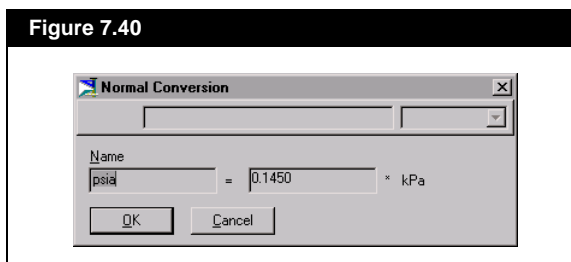 Figure 7.40
Normal Conversion
Name
psia = 0.1450 * kPa
OK Cancel